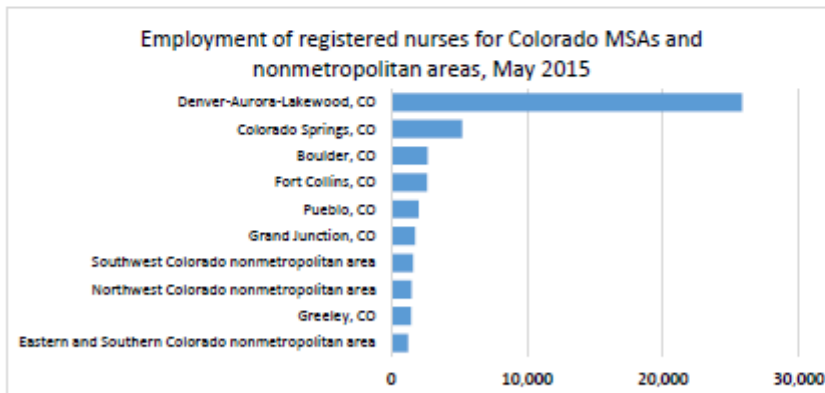 Employment of registered nurses for Colorado MSAs and
nonmetropolitan areas, May 2015
Denver-Aurora-Lakewood, CO
Colorado Springs, CO
Boulder, CO
Fort Collins, CO
Pueblo, CO
Grand Junction, CO
Southwest Colorado nonmetropolitan area
Northwest Colorado nonmetropolitan area
Greeley, CO
Eastern and Southern Colorado nonmetropolitan area
0 10,000 20,000 30,000